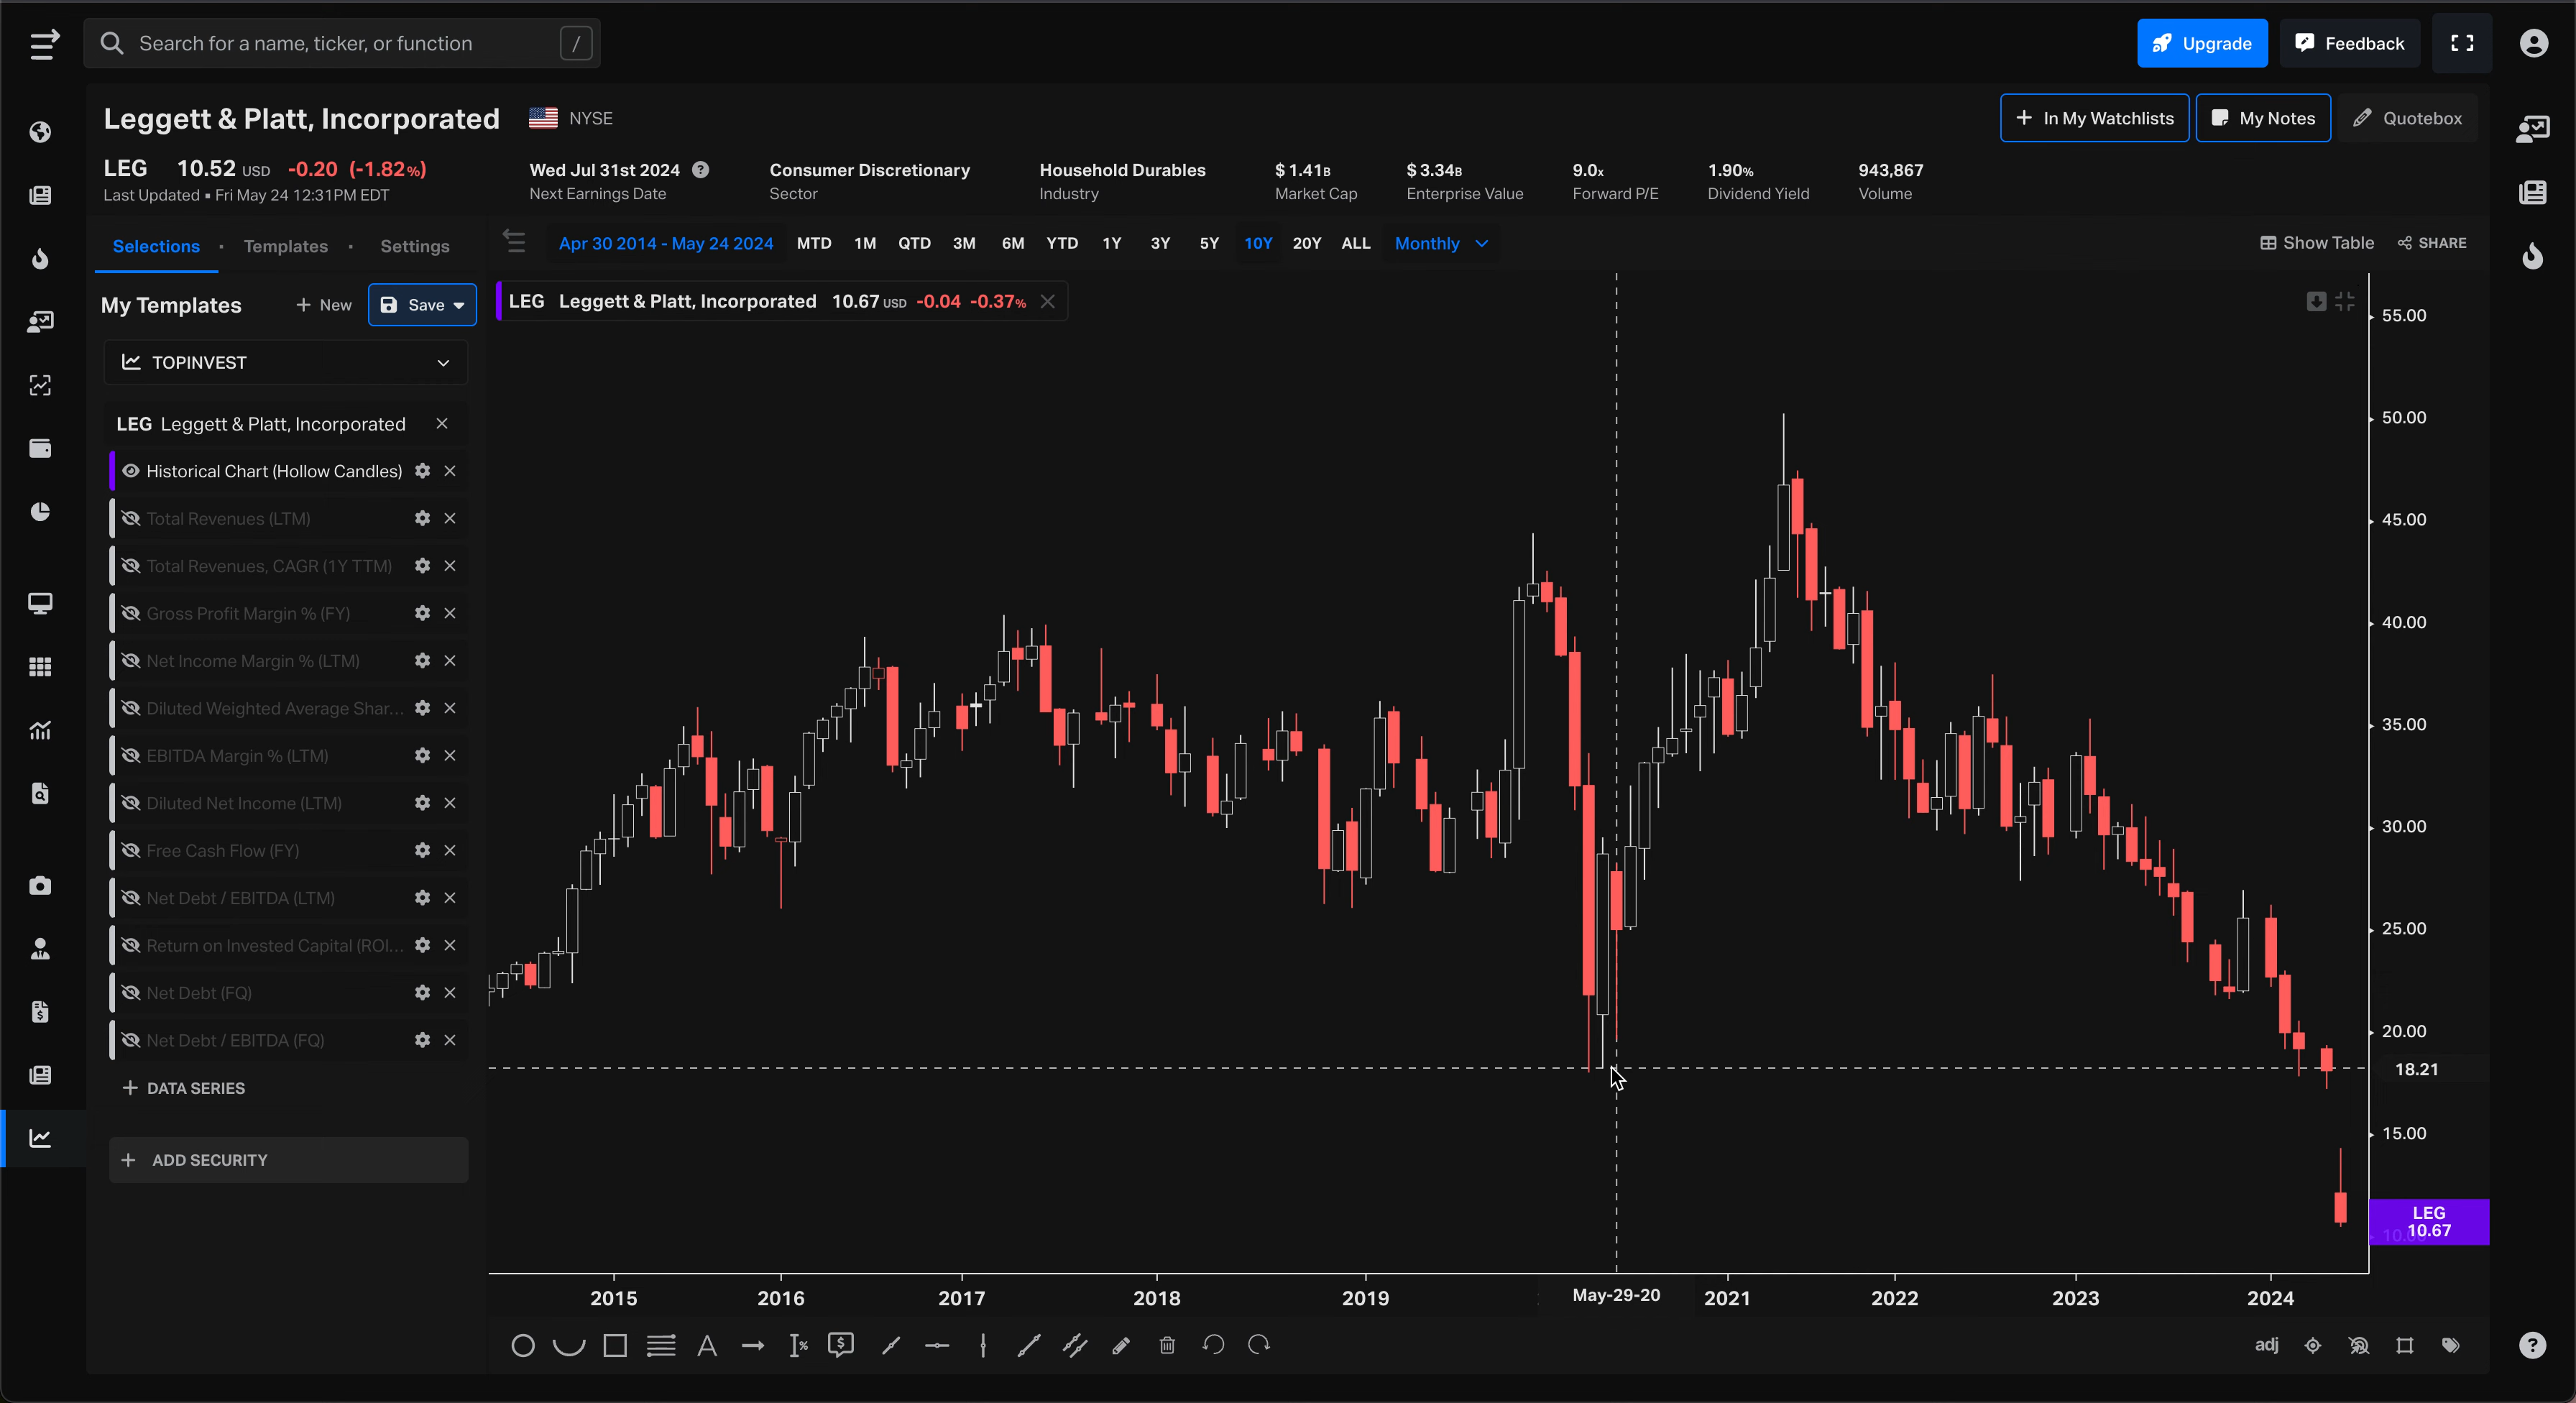 Search for a name, ticker, or function /
Upgrade
Feedback
Leggett & Platt, Incorporated NYSE
In My Watchlists
My Notes
Quotebox
LEG 10.52 USD -0.20 (-1.82%)
Last Updated ▪ Fri May 24 12:31PM EDT
Wed Jul 31st 2024 ?
Next Earnings Date
Consumer Discretionary
Sector
Household Durables
Industry
$ 1.41B
Market Cap
$ 3.34B
Enterprise Value
9.0x
Forward P/E
1.90%
Dividend Yield
943,867
Volume
Selections · Templates · Settings
Apr 30 2014 - May 24 2024 MTD 1M QTD 3M 6M YTD 1Y 3Y 5Y 10Y 20Y ALL Monthly
Show Table SHARE
My Templates + New Save
TOPINVEST
LEG Leggett & Platt, Incorporated
Historical Chart (Hollow Candles)
Total Revenues (LTM)
Total Revenues, CAGR (1Y TTM)
Gross Profit Margin % (FY)
Net Income Margin % (LTM)
Diluted Weighted Average Shar...
EBITDA Margin % (LTM)
Diluted Net Income (LTM)
Free Cash Flow (FY)
Net Debt / EBITDA (LTM)
Return on Invested Capital (ROI...
Net Debt (FQ)
Net Debt / EBITDA (FQ)
+ DATA SERIES
+ ADD SECURITY
LEG Leggett & Platt, Incorporated 10.67 USD -0.04 -0.37%
55.00
50.00
45.00
40.00
35.00
30.00
25.00
20.00
18.21
15.00
LEG
10.67
10.00
2015 2016 2017 2018 2019 May-29-20 2021 2022 2023 2024
A
%
$
adj
?